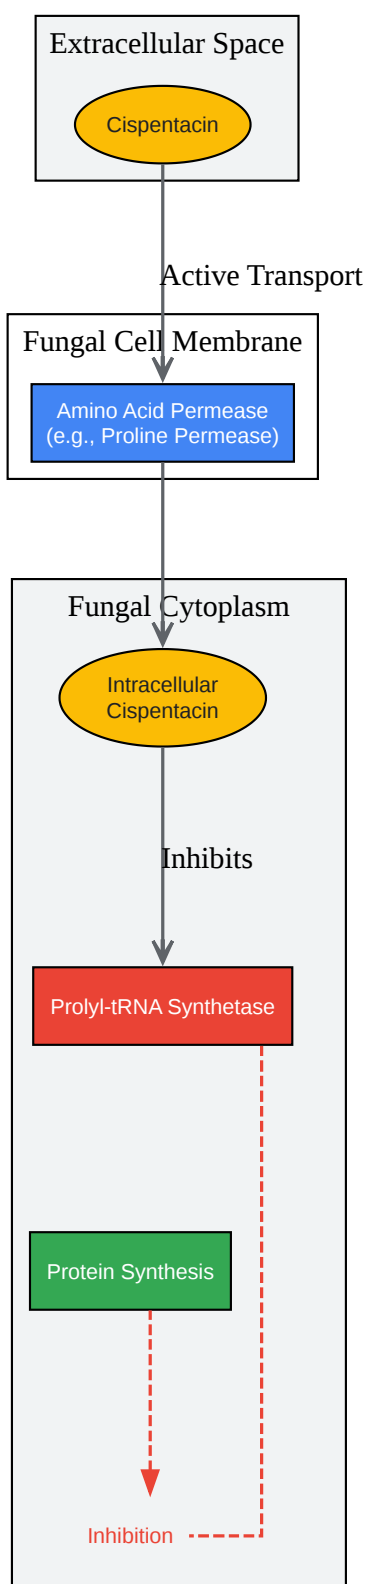 Extracellular Space
Cispentacin
Active Transport
Fungal Cell Membrane
Amino Acid Permease
(e.g., Proline Permease)
Fungal Cytoplasm
Intracellular
Cispentacin
Inhibits
Prolyl-tRNA Synthetase
Protein Synthesis
Inhibition